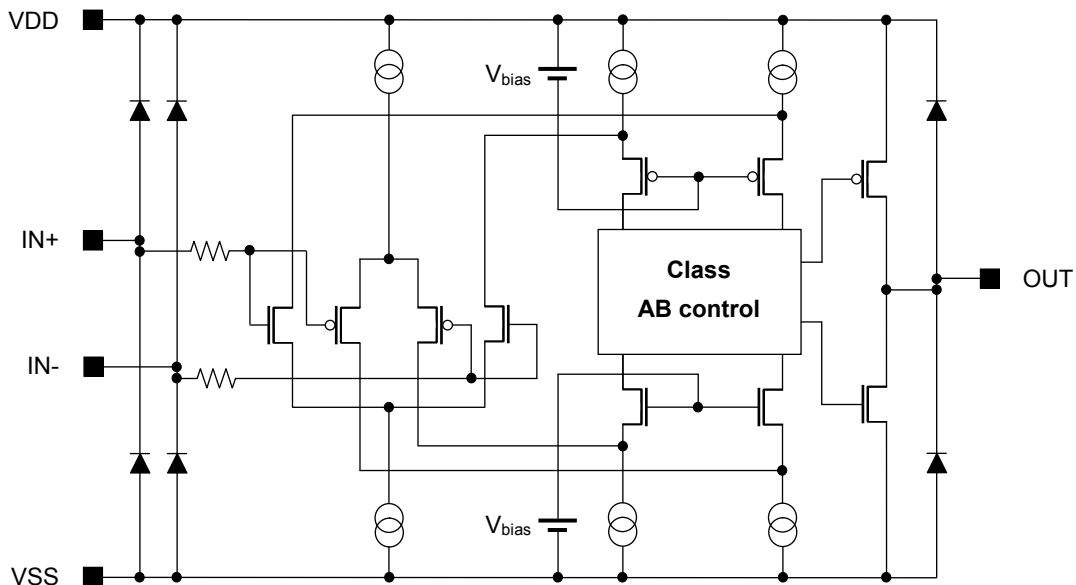 VDD
Vbias
IN+
Class
AB control
OUT
IN-
Vbias
VSS